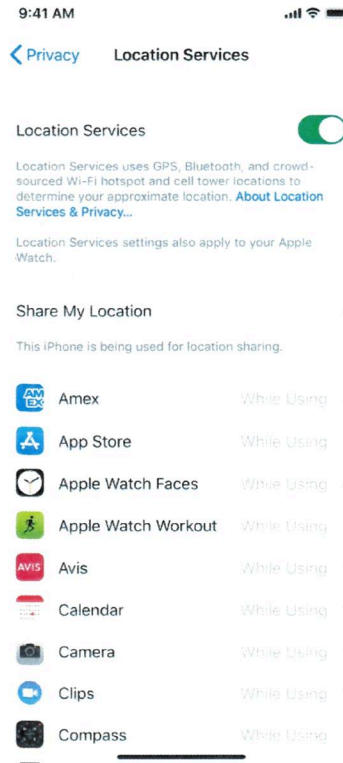 9:41 AM
Privacy
Location Services
Location Services
Location Services uses GPS, Bluetooth, and crowd-
sourced Wi-Fi hotspot and cell tower locations to
determine your approximate location. About Location
Services & Privacy...
Location Services settings also apply to your Apple
Watch.
Share My Location
This iPhone is being used for location sharing.
AM
EX
Amex While Using
App Store While Using
Apple Watch Faces While Using
Apple Watch Workout While Using
AVIS Avis While Using
Calendar While Using
Camera While Using
Clips While Using
Compass While Using